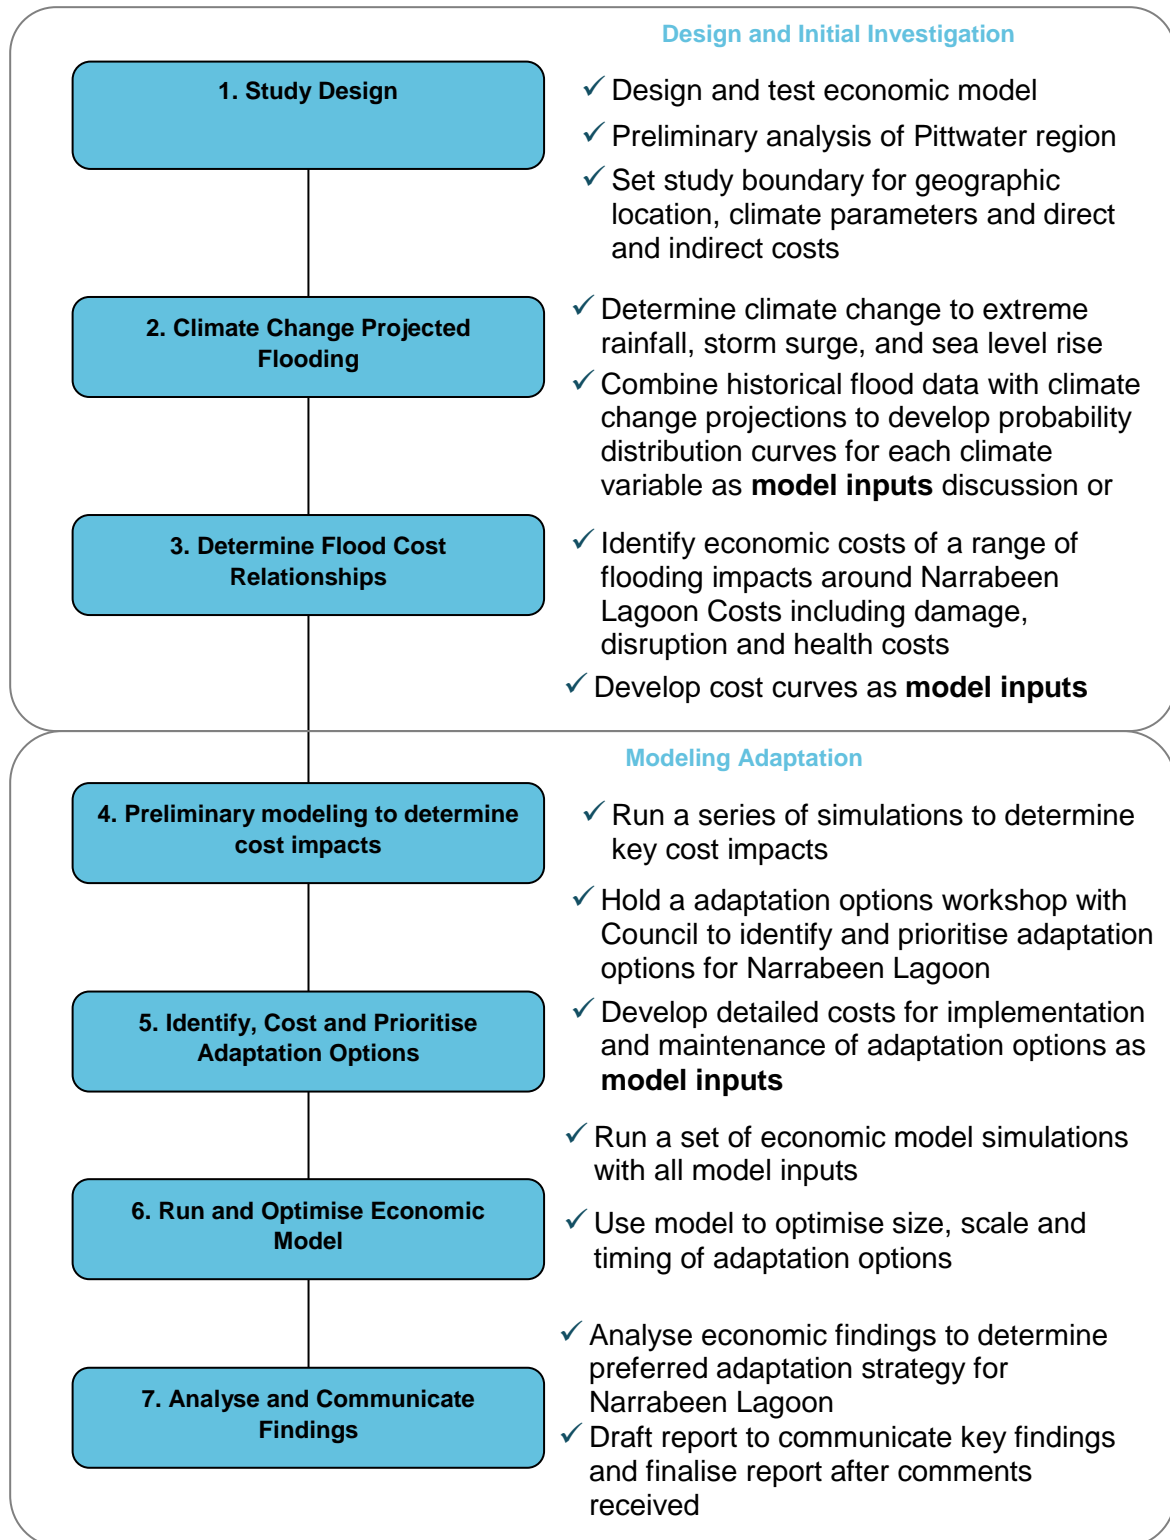 Design and Initial Investigation
1. Study Design
✓ Design and test economic model
✓ Preliminary analysis of Pittwater region
✓ Set study boundary for geographic
location, climate parameters and direct
and indirect costs
2. Climate Change Projected
Flooding
✓ Determine climate change to extreme
rainfall, storm surge, and sea level rise
✓ Combine historical flood data with climate
change projections to develop probability
distribution curves for each climate
variable as model inputs discussion or
3. Determine Flood Cost
Relationships
✓ Identify economic costs of a range of
flooding impacts around Narrabeen
Lagoon Costs including damage,
disruption and health costs
✓ Develop cost curves as model inputs
Modeling Adaptation
4. Preliminary modeling to determine
cost impacts
✓ Run a series of simulations to determine
key cost impacts
✓ Hold a adaptation options workshop with
Council to identify and prioritise adaptation
options for Narrabeen Lagoon
5. Identify, Cost and Prioritise
Adaptation Options
✓ Develop detailed costs for implementation
and maintenance of adaptation options as
model inputs
✓ Run a set of economic model simulations
with all model inputs
6. Run and Optimise Economic
Model
✓ Use model to optimise size, scale and
timing of adaptation options
✓ Analyse economic findings to determine
preferred adaptation strategy for
Narrabeen Lagoon
7. Analyse and Communicate
Findings
✓ Draft report to communicate key findings
and finalise report after comments
received